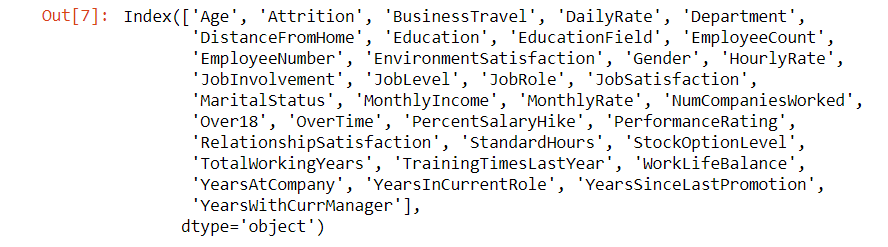 Out[7]: Index(['Age', 'Attrition', 'BusinessTravel', 'DailyRate', 'Department',
'DistanceFromHome', 'Education', 'EducationField', 'EmployeeCount',
'EmployeeNumber', 'EnvironmentSatisfaction', 'Gender', 'HourlyRate',
'JobInvolvement', 'JobLevel', 'JobRole', 'JobSatisfaction',
'MaritalStatus', 'MonthlyIncome', 'MonthlyRate', 'NumCompaniesWorked',
'Over18', 'OverTime', 'PercentSalaryHike', 'PerformanceRating',
'RelationshipSatisfaction', 'StandardHours', 'StockOptionLevel',
'TotalWorkingYears', 'TrainingTimesLastYear', 'WorkLifeBalance',
'YearsAtCompany', 'YearsInCurrentRole', 'YearsSinceLastPromotion',
'YearsWithCurrManager'],
dtype='object')